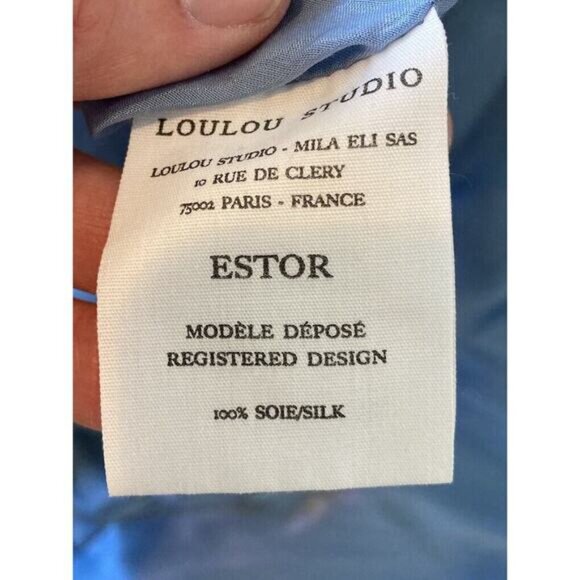 LOULOU STUDIO
LOULOU STUDIO - MILA ELI SAS
10 RUE DE CLERY
75002 PARIS - FRANCE
ESTOR
MODÈLE DÉPOSÉ
REGISTERED DESIGN
100% SOIE/SILK